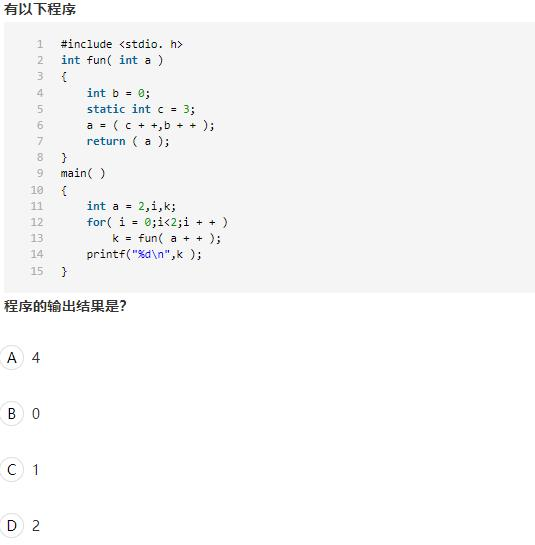 有以下程序
1 #include <stdio. h>
2 int fun( int a )
3 {
4 int b = 0;
5 static int c = 3;
6 a = ( c + +,b + + );
7 return ( a );
8 }
9 main( )
10 {
11 int a = 2,i,k;
12 for( i = 0;i<2;i + + )
13 k = fun( a + + );
14 printf("%d\n",k );
15 }
程序的输出结果是?
A 4
B 0
C 1
D 2